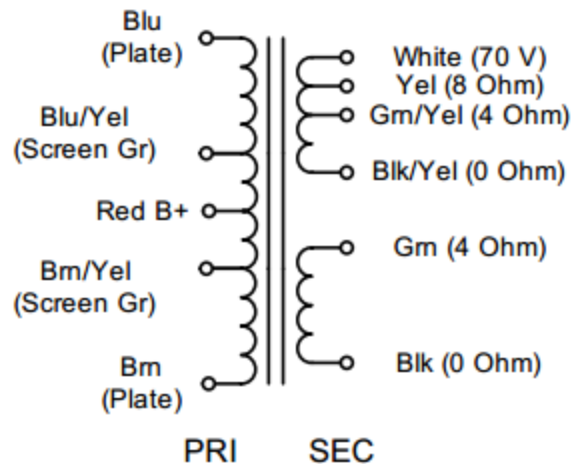 Blu
(Plate)
Blu/Yel
(Screen Gr)
Red B+
Brn/Yel
(Screen Gr)
Brn
(Plate)
White (70 V)
Yel (8 Ohm)
Grn/Yel (4 Ohm)
Blk/Yel (0 Ohm)
Grn (4 Ohm)
Blk (0 Ohm)
PRI
SEC